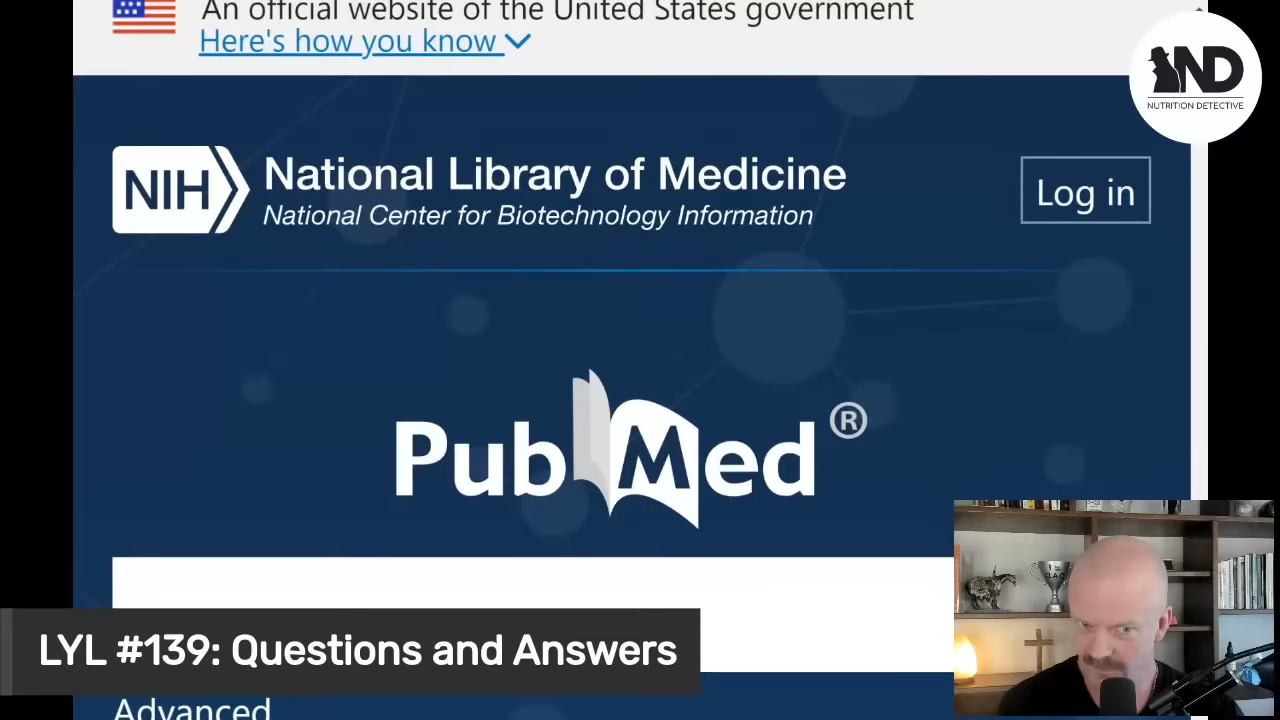 An official website of the United States government
Here's how you know
ND
NUTRITION DETECTIVE
NIH
National Library of Medicine
National Center for Biotechnology Information
Log in
PubMed®
LYL #139: Questions and Answers
Advanced